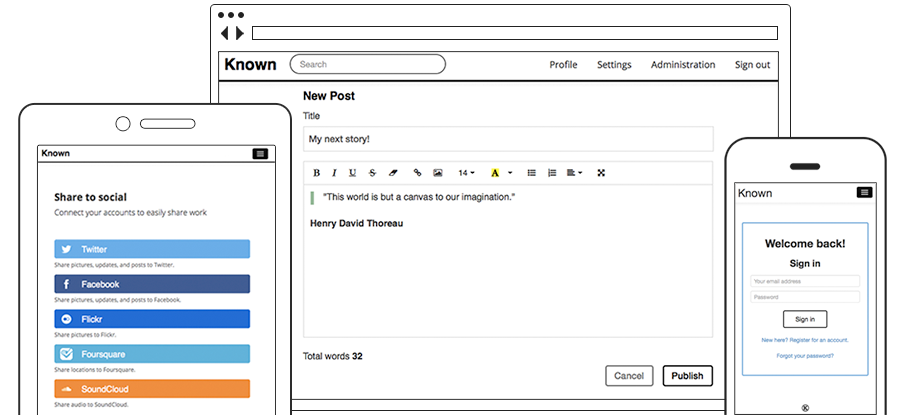 Known
Search
Profile
Settings
Administration
Sign out
New Post
Title
My next story!
B I U S 14 A
"This world is but a canvas to our imagination."
Henry David Thoreau
Total words 32
Cancel
Publish
Known
Share to social
Connect your accounts to easily share work
Twitter
Share pictures, updates, and posts to Twitter.
Facebook
Share pictures, updates, and posts to Facebook.
Flickr
Share pictures to Flickr.
Foursquare
Share locations to Foursquare.
SoundCloud
Share audio to SoundCloud.
Known
Welcome back!
Sign in
Your email address
Password
Sign in
New here? Register for an account.
Forgot your password?